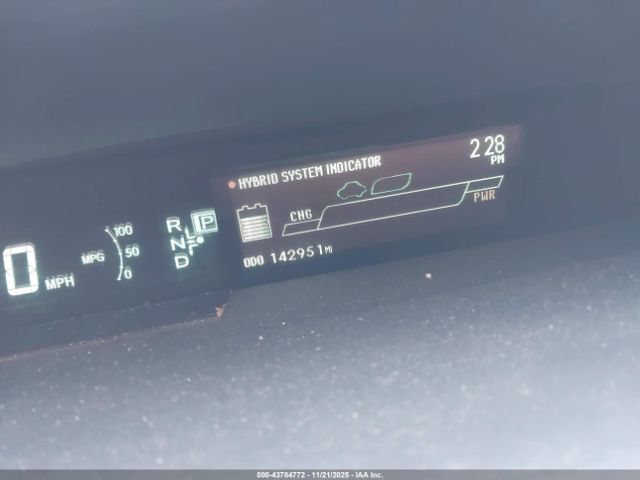 HYBRID SYSTEM INDICATOR
2:28
PM
CHG
PWR
ODO 142951 MI
0 MPH
MPG
100
50
0
R
N
D
P
000-43784772 - 11/21/2025 - IAA Inc.